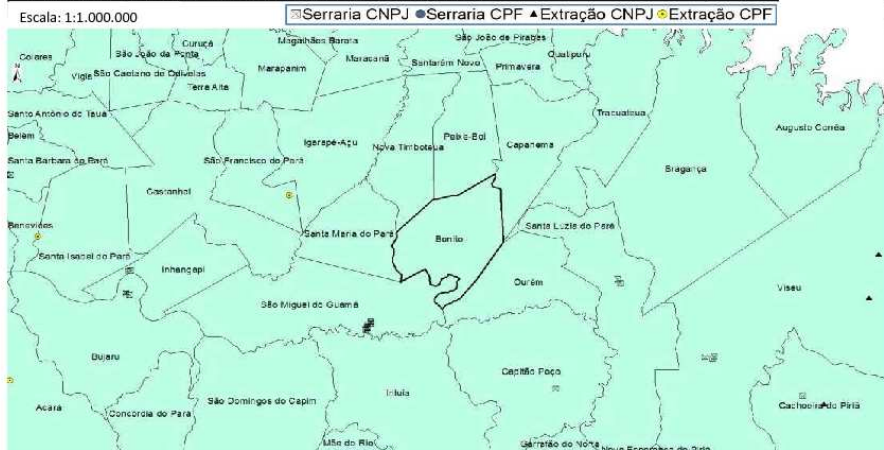 Escala: 1:1.000.000
Serraria CNPJ Serraria CPF Extração CNPJ Extração CPF
Colares
Curuçá
São João da Ponta
Magalhães Barata
São João de Pirabas
Marapanim
Maracanã
Santarém Novo
Primavera
Quatipuru
N
Vigia
São Caetano de Odivelas
Terra Alta
Santo Antônio do Tauá
Tracuateua
Augusto Corrêa
Belém
Santa Barbara do Pará
São Francisco do Pará
Igarapé-Açu
Nova Timboteua
Peixe-Boi
Capanema
Bragança
Castanhal
Benevides
Santa Maria do Pará
Bonito
Santa Luzia do Pará
Santa Isabel do Pará
Inhangapi
Ourém
Viseu
São Miguel do Guamá
Bujaru
Capitão Poço
Irituia
Acará
Concórdia do Pará
São Domingos do Capim
Cachoeira do Piriá
Mãe do Rio
Garrafão do Norte
Nova Esperança do Piriá